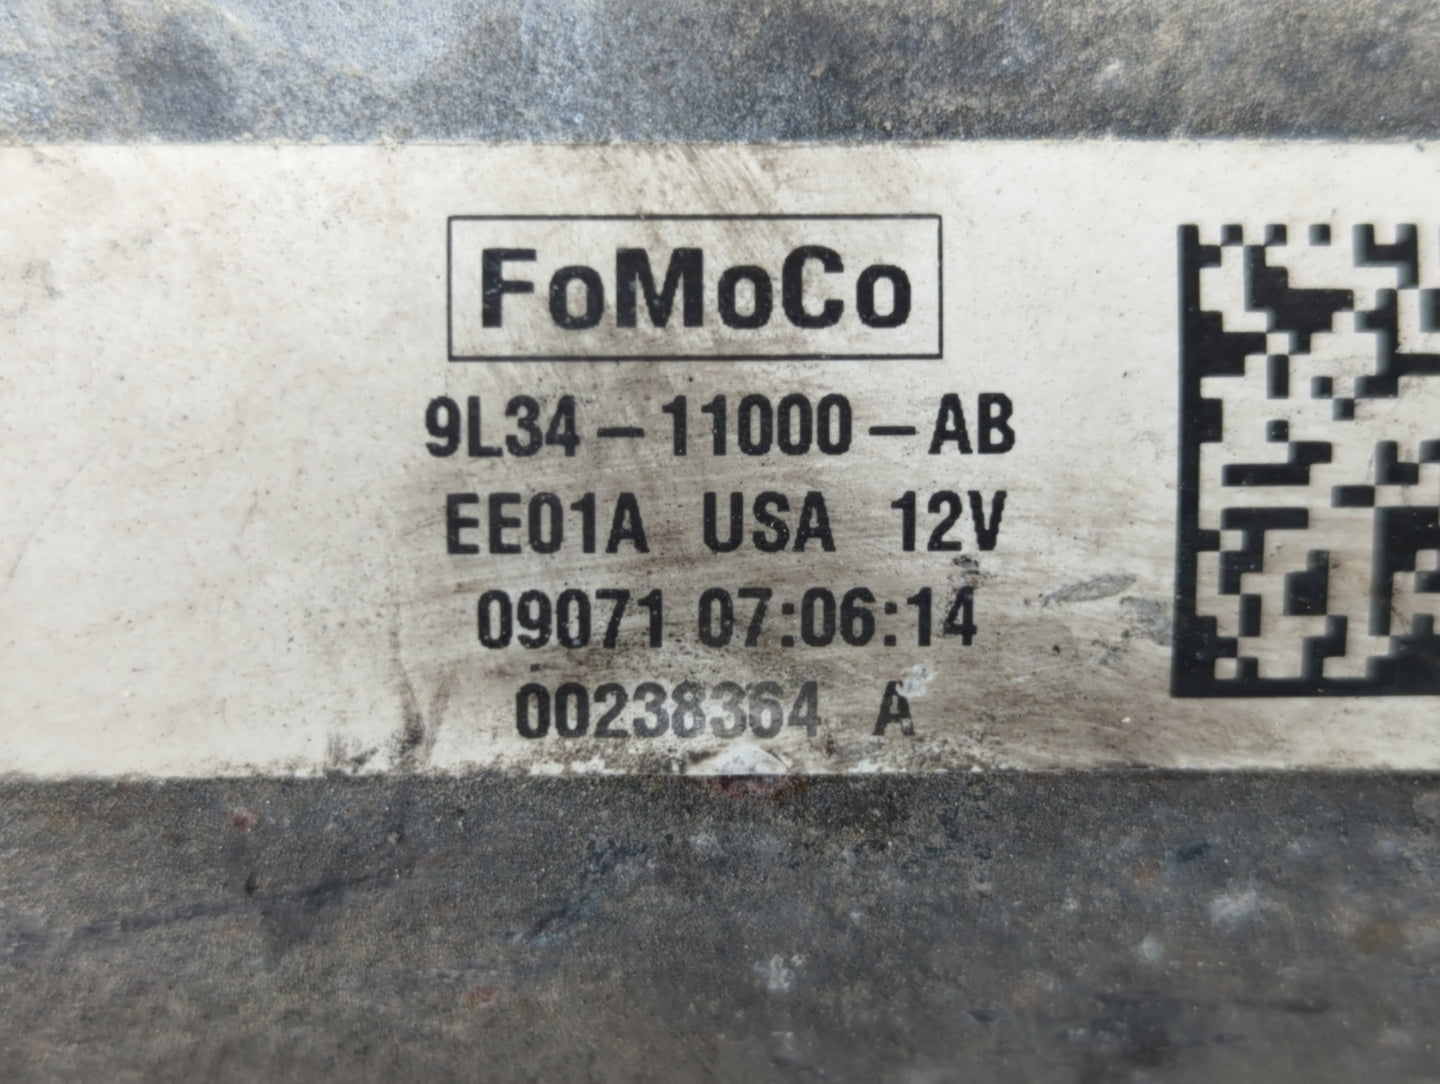 FoMoCo
9L34-11000-AB
EE01A USA 12V
09071 07:06:14
00238364 A